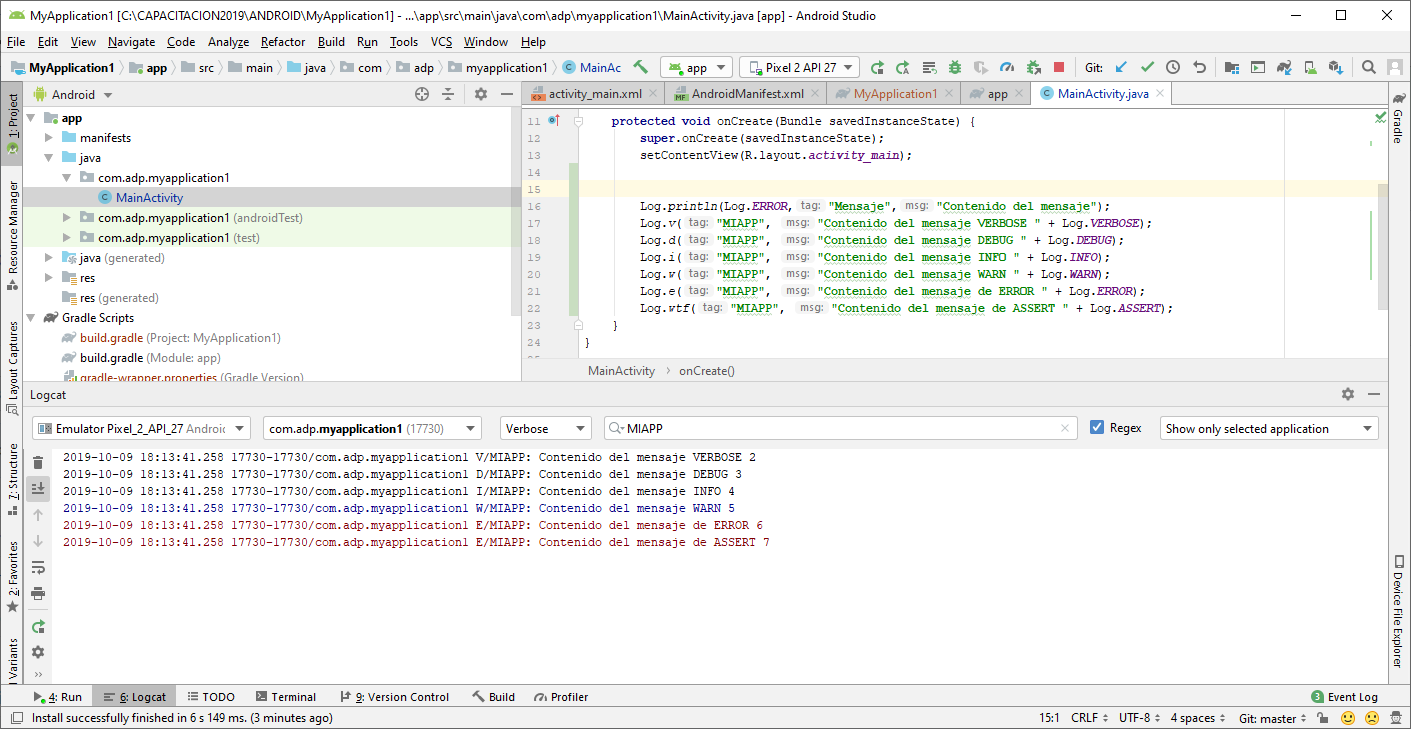 MyApplication1 [C:\CAPACITACION2019\ANDROID\MyApplication1] - ...\app\src\main\java\com\adp\myapplication1\MainActivity.java [app] - Android Studio
File Edit View Navigate Code Analyze Refactor Build Run Tools VCS Window Help
MyApplication1 app src main java com adp myapplication1 MainAc app Pixel 2 API 27 Git:
1: Project
Resource Manager
Layout Captures
7: Structure
2: Favorites
Variants
Android
app
manifests
java
com.adp.myapplication1
MainActivity
com.adp.myapplication1 (androidTest)
com.adp.myapplication1 (test)
java (generated)
res
res (generated)
Gradle Scripts
build.gradle (Project: MyApplication1)
build.gradle (Module: app)
gradle-wrapper.properties (Gradle Version)
activity_main.xml AndroidManifest.xml MyApplication1 app MainActivity.java
11 protected void onCreate(Bundle savedInstanceState) {
12 super.onCreate(savedInstanceState);
13 setContentView(R.layout.activity_main);
14
15
16 Log.println(Log.ERROR, tag: "Mensaje", msg: "Contenido del mensaje");
17 Log.v( tag: "MIAPP", msg: "Contenido del mensaje VERBOSE " + Log.VERBOSE);
18 Log.d( tag: "MIAPP", msg: "Contenido del mensaje DEBUG " + Log.DEBUG);
19 Log.i( tag: "MIAPP", msg: "Contenido del mensaje INFO " + Log.INFO);
20 Log.w( tag: "MIAPP", msg: "Contenido del mensaje WARN " + Log.WARN);
21 Log.e( tag: "MIAPP", msg: "Contenido del mensaje de ERROR " + Log.ERROR);
22 Log.wtf( tag: "MIAPP", msg: "Contenido del mensaje de ASSERT " + Log.ASSERT);
23 }
24 }
MainActivity onCreate()
Gradle
Device File Explorer
Logcat
Emulator Pixel_2_API_27 Androic com.adp.myapplication1 (17730) Verbose MIAPP Regex Show only selected application
2019-10-09 18:13:41.258 17730-17730/com.adp.myapplication1 V/MIAPP: Contenido del mensaje VERBOSE 2
2019-10-09 18:13:41.258 17730-17730/com.adp.myapplication1 D/MIAPP: Contenido del mensaje DEBUG 3
2019-10-09 18:13:41.258 17730-17730/com.adp.myapplication1 I/MIAPP: Contenido del mensaje INFO 4
2019-10-09 18:13:41.258 17730-17730/com.adp.myapplication1 W/MIAPP: Contenido del mensaje WARN 5
2019-10-09 18:13:41.258 17730-17730/com.adp.myapplication1 E/MIAPP: Contenido del mensaje de ERROR 6
2019-10-09 18:13:41.258 17730-17730/com.adp.myapplication1 E/MIAPP: Contenido del mensaje de ASSERT 7
4: Run 6: Logcat TODO Terminal 9: Version Control Build Profiler 3 Event Log
Install successfully finished in 6 s 149 ms. (3 minutes ago) 15:1 CRLF UTF-8 4 spaces Git: master